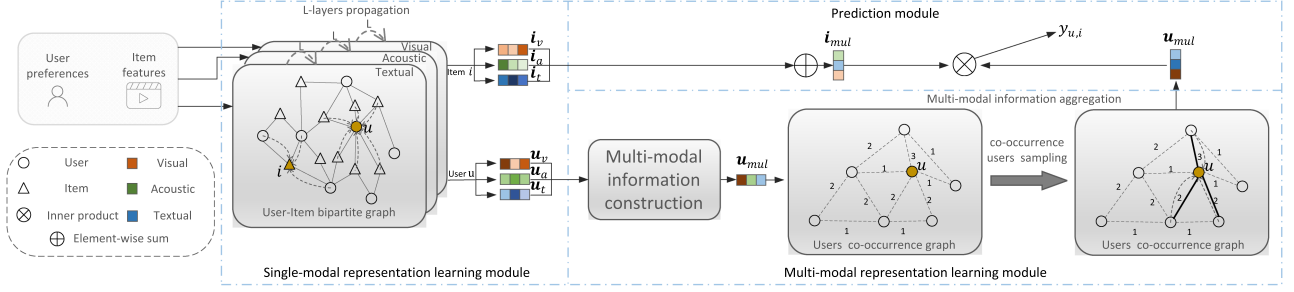 L-layers propagation
Prediction module
L
L
L
Visual
Acoustic
Textual
User
preferences
Item
features
Item i
i_v
i_a
i_t
i_mul
y_u,i
u_mul
Multi-modal information aggregation
u
i
User-Item bipartite graph
User u
u_v
u_a
u_t
Multi-modal
information
construction
u_mul
2
1
3
1
1
u
2
2
2
1
1
Users co-occurrence graph
co-occurrence
users sampling
2
1
3
1
1
u
2
2
2
1
1
Users co-occurrence graph
User
Visual
Item
Acoustic
Inner product
Textual
Element-wise sum
Single-modal representation learning module
Multi-modal representation learning module